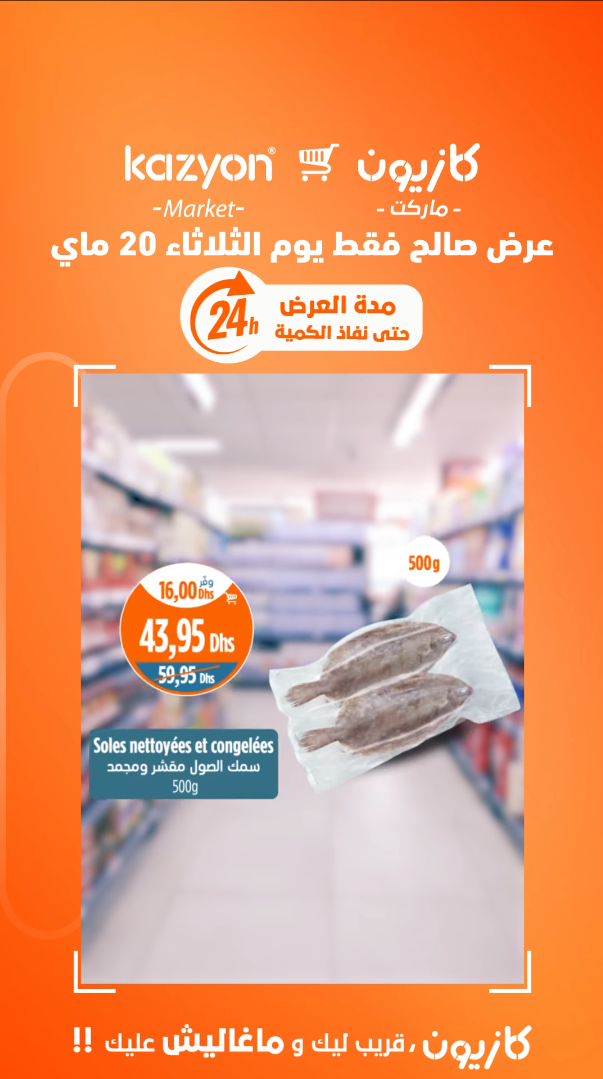 kazyon® كازيون
-Market- - ماركت -
عرض صالح فقط يوم الثلاثاء 20 ماي
24h
مدة العرض
حتى نفاذ الكمية
500g
وفّر 16,00 Dhs
43,95 Dhs
59,95 Dhs
Soles nettoyées et congelées
سمك الصول مقشر ومجمد
500g
كازيون، قريب ليك و ماغاليش عليك !!